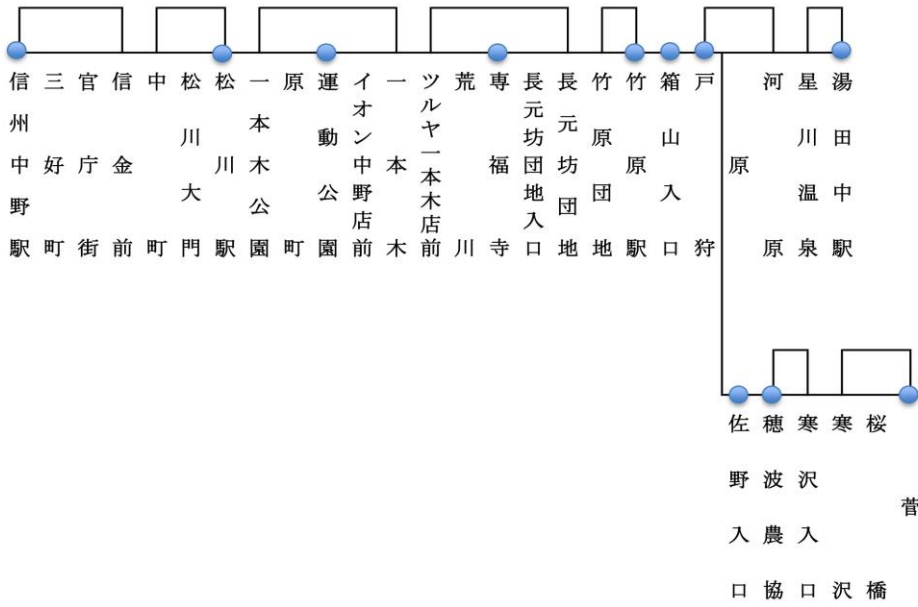 信州中野駅
三好町
官庁街
信金前
中町
松川大門
松川駅
一本木公園
原町
運動公園
イオン中野店前
一本木
ツルヤ一本木店前
荒川
専福寺
長元坊団地入口
長元坊団地
竹原団地
竹原駅
箱山入口
戸狩
原
河原
星川温泉
湯田中駅
佐野入口
穂波農協
寒沢入口
寒沢
桜橋
菅